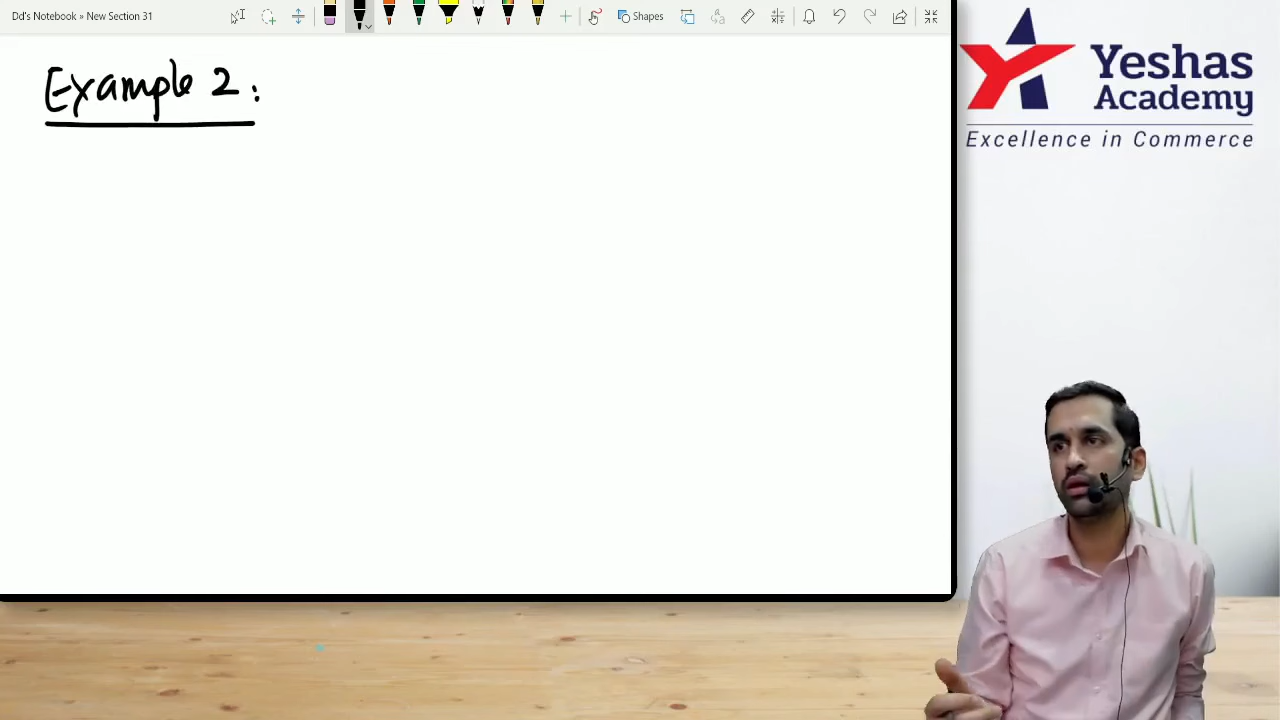 Dd's Notebook » New Section 31
Shapes
Example 2:
Yeshas
Academy
Excellence in Commerce